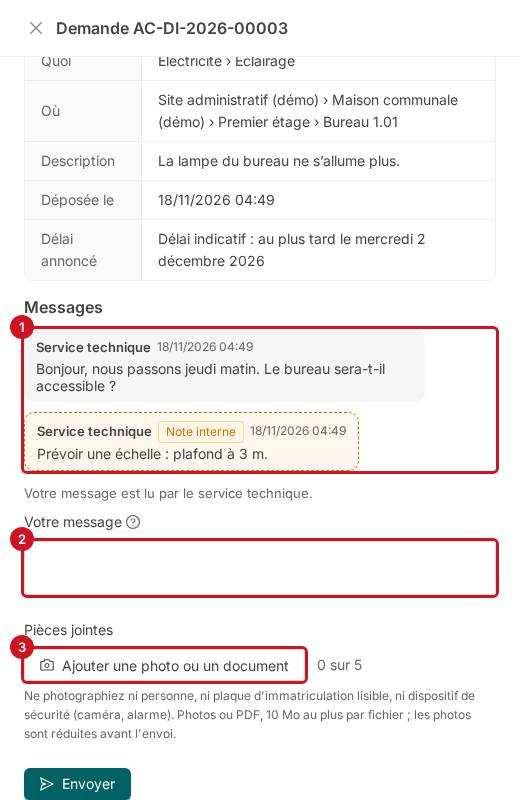 Demande AC-DI-2026-00003
Quoi
Electricité › Eclairage
Où
Site administratif (démo) › Maison communale
(démo) › Premier étage › Bureau 1.01
Description
La lampe du bureau ne s’allume plus.
Déposée le
18/11/2026 04:49
Délai
annoncé
Délai indicatif : au plus tard le mercredi 2
décembre 2026
Messages
1
Service technique 18/11/2026 04:49
Bonjour, nous passons jeudi matin. Le bureau sera-t-il
accessible ?
Service technique Note interne 18/11/2026 04:49
Prévoir une échelle : plafond à 3 m.
Votre message est lu par le service technique.
Votre message ?
2
Pièces jointes
3
Ajouter une photo ou un document 0 sur 5
Ne photographiez ni personne, ni plaque d'immatriculation lisible, ni dispositif de
sécurité (caméra, alarme). Photos ou PDF, 10 Mo au plus par fichier ; les photos
sont réduites avant l'envoi.
Envoyer